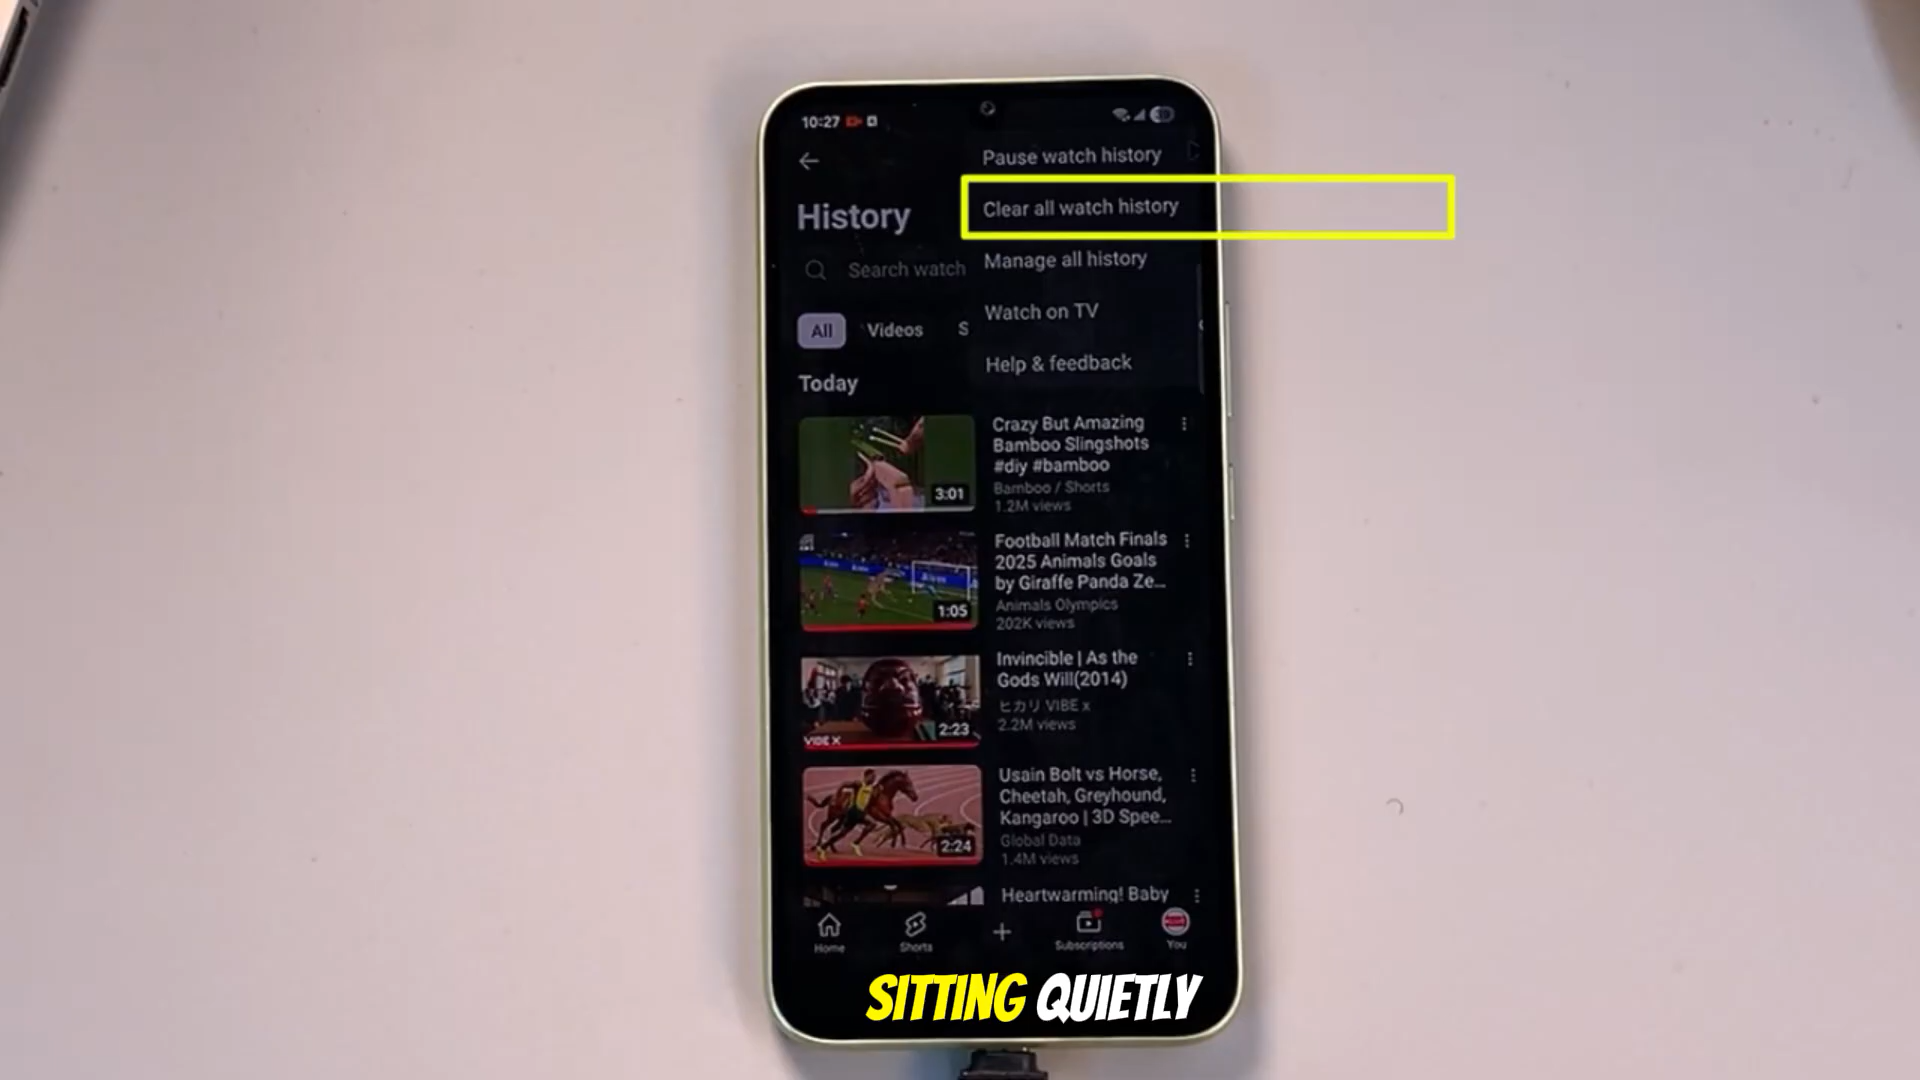 10:27
Pause watch history
Clear all watch history
History
Manage all history
Search watch
Watch on TV
All
Videos
S
Help & feedback
Today
Crazy But Amazing
Bamboo Slingshots
#diy #bamboo
Bamboo / Shorts
1.2M views
3:01
Football Match Finals
2025 Animals Goals
by Giraffe Panda Ze...
Animals Olympics
202K views
1:05
Invincible | As the
Gods Will(2014)
ヒカリ VIBE x
2.2M views
2:23
VIBE X
Usain Bolt vs Horse,
Cheetah, Greyhound,
Kangaroo | 3D Spee...
Global Data
1.4M views
2:24
Heartwarming! Baby
Home
Shorts
Subscriptions
You
SITTING QUIETLY